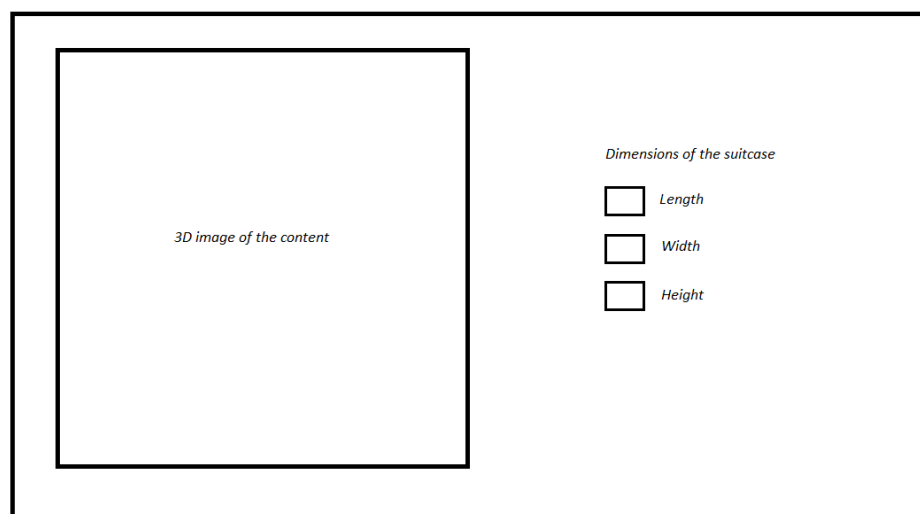 3D image of the content
Dimensions of the suitcase
Length
Width
Height